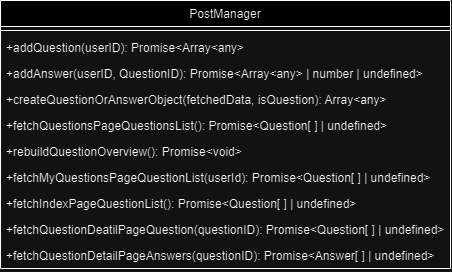 PostManager
+addQuestion(userID): Promise<Array<any>
+addAnswer(userID, QuestionID): Promise<Array<any> | number | undefined>
+createQuestionOrAnswerObject(fetchedData, isQuestion): Array<any>
+fetchQuestionsPageQuestionsList(): Promise<Question[ ] | undefined>
+rebuildQuestionOverview(): Promise<void>
+fetchMyQuestionsPageQuestionList(userId): Promise<Question[ ] | undefined>
+fetchIndexPageQuestionList(): Promise<Question[ ] | undefined>
+fetchQuestionDeatilPageQuestion(questionID): Promise<Question[ ] | undefined>
+fetchQuestionDetailPageAnswers(questionID): Promise<Answer[ ] | undefined>